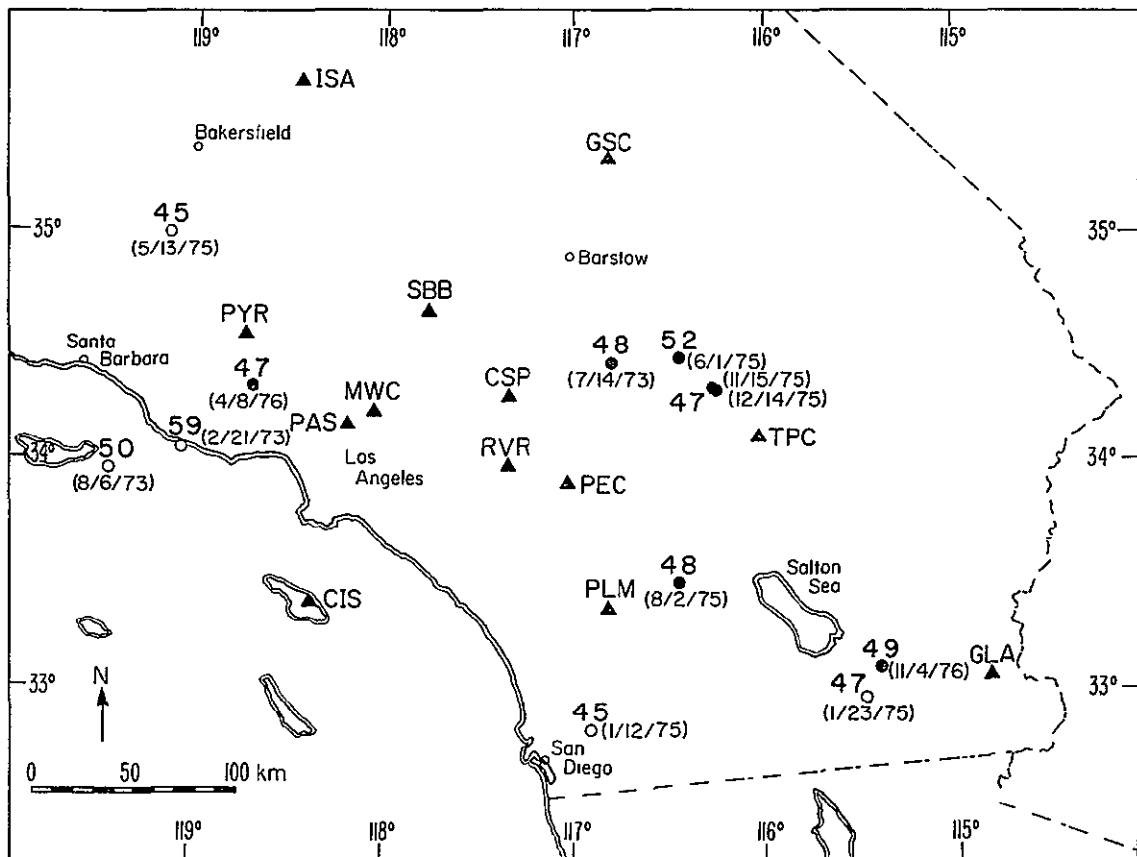 119°
118°
117°
116°
115°
ISA
Bakersfield
GSC
45
(5/13/75)
35°
35°
Barstow
SBB
PYR
Santa
Barbara
47
(4/8/76)
48
(7/14/73)
52
(6/1/75)
(11/15/75)
47
(12/14/75)
MWC
CSP
PAS
59
(2/21/73)
TPC
34°
34°
50
(8/6/73)
Los
Angeles
RVR
PEC
48
(8/2/75)
Salton
Sea
PLM
CIS
49
(11/4/76)
GLA
47
(1/23/75)
33°
33°
N
45
(1/12/75)
San
Diego
0 50 100 km
119°
118°
117°
116°
115°